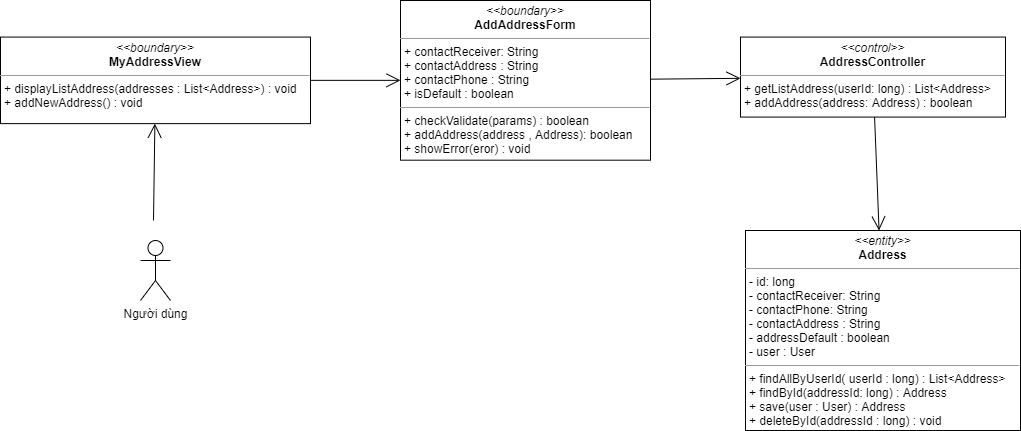 <<boundary>>
MyAddressView
+ displayListAddress(addresses : List<Address>) : void
+ addNewAddress() : void
Người dùng
<<boundary>>
AddAddressForm
+ contactReceiver: String
+ contactAddress : String
+ contactPhone : String
+ isDefault : boolean
+ checkValidate(params) : boolean
+ addAddress(address , Address): boolean
+ showError(eror) : void
<<control>>
AddressController
+ getListAddress(userId: long) : List<Address>
+ addAddress(address: Address) : boolean
<<entity>>
Address
- id: long
- contactReceiver: String
- contactPhone: String
- contactAddress : String
- addressDefault : boolean
- user : User
+ findAllByUserId( userId : long) : List<Address>
+ findById(addressId: long) : Address
+ save(user : User) : Address
+ deleteById(addressId : long) : void